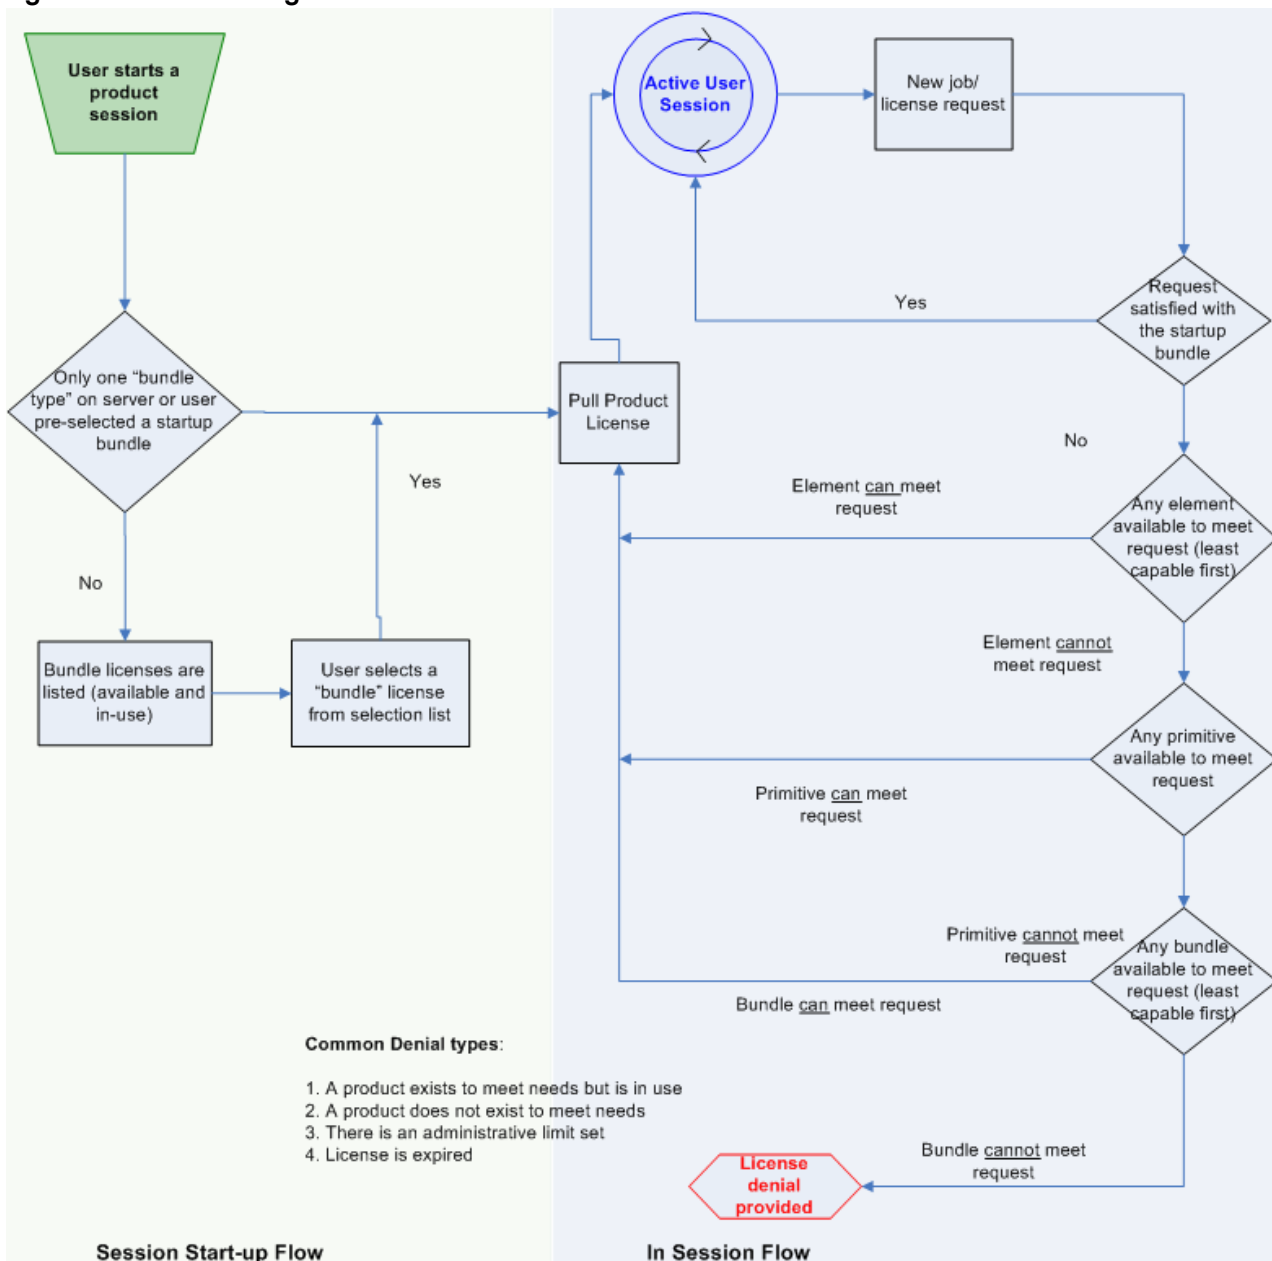 User starts a
product
session
Active User
Session
New job/
license request
Request
satisfied with
the startup
bundle
Yes
Only one “bundle
type” on server or user
pre-selected a startup
bundle
Pull Product
License
No
Yes
Element can meet
request
Any element
available to meet
request (least
capable first)
No
Bundle licenses are
listed (available and
in-use)
User selects a
“bundle” license
from selection list
Element cannot
meet request
Any primitive
available to meet
request
Primitive can meet
request
Primitive cannot meet
request
Any bundle
available to meet
request (least
capable first)
Bundle can meet request
Common Denial types:
1. A product exists to meet needs but is in use
2. A product does not exist to meet needs
3. There is an administrative limit set
4. License is expired
Bundle cannot meet
request
License
denial
provided
Session Start-up Flow
In Session Flow